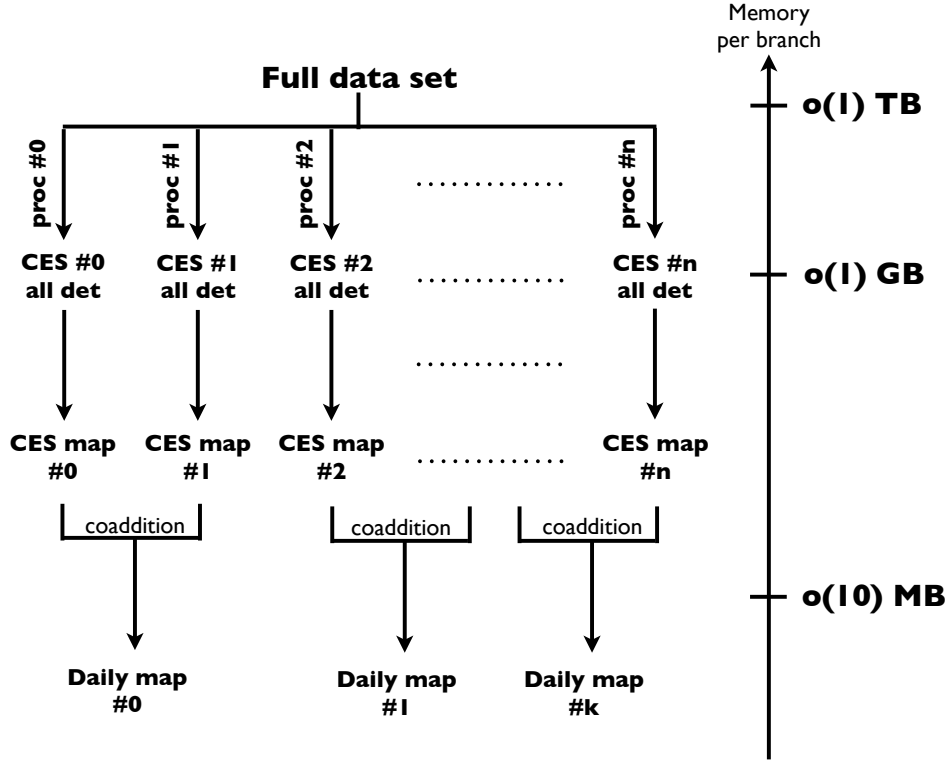 Memory
per branch
Full data set
o(1) TB
proc #0
proc #1
proc #2
proc #n
....................
CES #0
all det
CES #1
all det
CES #2
all det
....................
CES #n
all det
o(1) GB
....................
CES map
#0
CES map
#1
CES map
#2
....................
CES map
#n
coaddition
coaddition
coaddition
o(10) MB
Daily map
#0
Daily map
#1
Daily map
#k